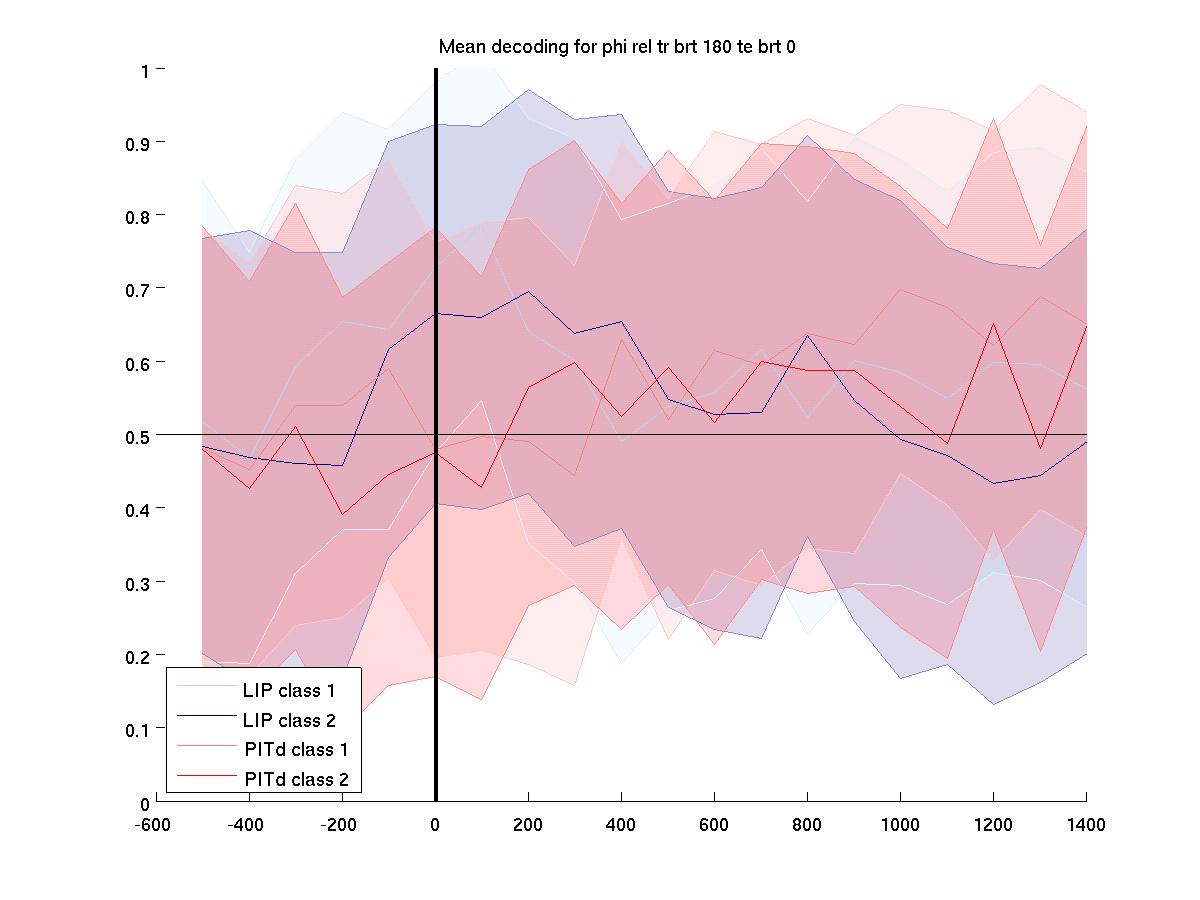 Mean decoding for phi rel tr brt 180 te brt 0
1
0.9
0.8
0.7
0.6
0.5
0.4
0.3
0.2
0.1
0
LIP class 1
LIP class 2
PITd class 1
PITd class 2
-600 -400 -200 0 200 400 600 800 1000 1200 1400